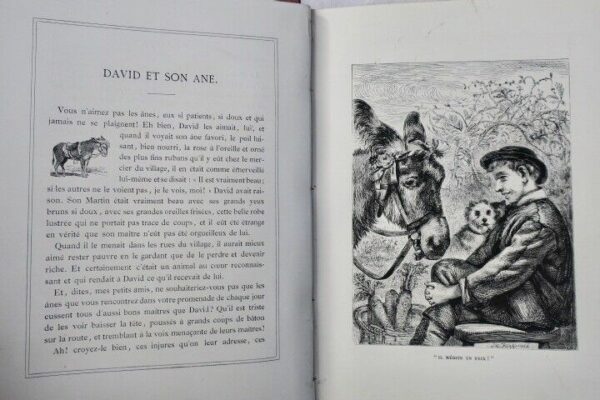 DAVID ET SON ANE.
Vous n'aimez pas les ânes, eux si patients, si doux et qui
jamais ne se plaignent! Eh bien, David les aimait, lui, et
quand il voyait son âne favori, le poil lui-
sant, bien nourri, la rose à l'oreille et orné
des plus fins rubans qu'il y eût chez le mer-
cier du village, il en était comme émerveillé
lui-même et se disait : « Il est vraiment beau;
si les autres ne le voient pas, je le vois, moi! » David avait rai-
son. Son Martin était vraiment beau avec ses grands yeux
bruns si doux, avec ses grandes oreilles frisées, cette belle robe
lustrée qui ne portait pas trace de coups, et il eût été étrange
en vérité que son maître n'eût pas été orgueilleux de lui.
Quand il le menait dans les rues du village, il aurait mieux
aimé rester pauvre en le gardant que de le perdre et devenir
riche. Et certainement c'était un animal au cœur reconnais-
sant et qui rendait à David ce qu'il recevait de lui.
Et, dites, mes petits amis, ne souhaiteriez-vous pas que les
ânes que vous rencontrez dans votre promenade de chaque jour
eussent tous d'aussi bons maîtres que David? Qu'il est triste
de les voir baisser la tête, poussés à grands coups de bâton
sur la route, et tremblant à la voix menaçante de leurs maîtres!
Ah! croyez-le bien, ces injures qu'on leur adresse, ces
"IL MÉRITE UN PRIX!"